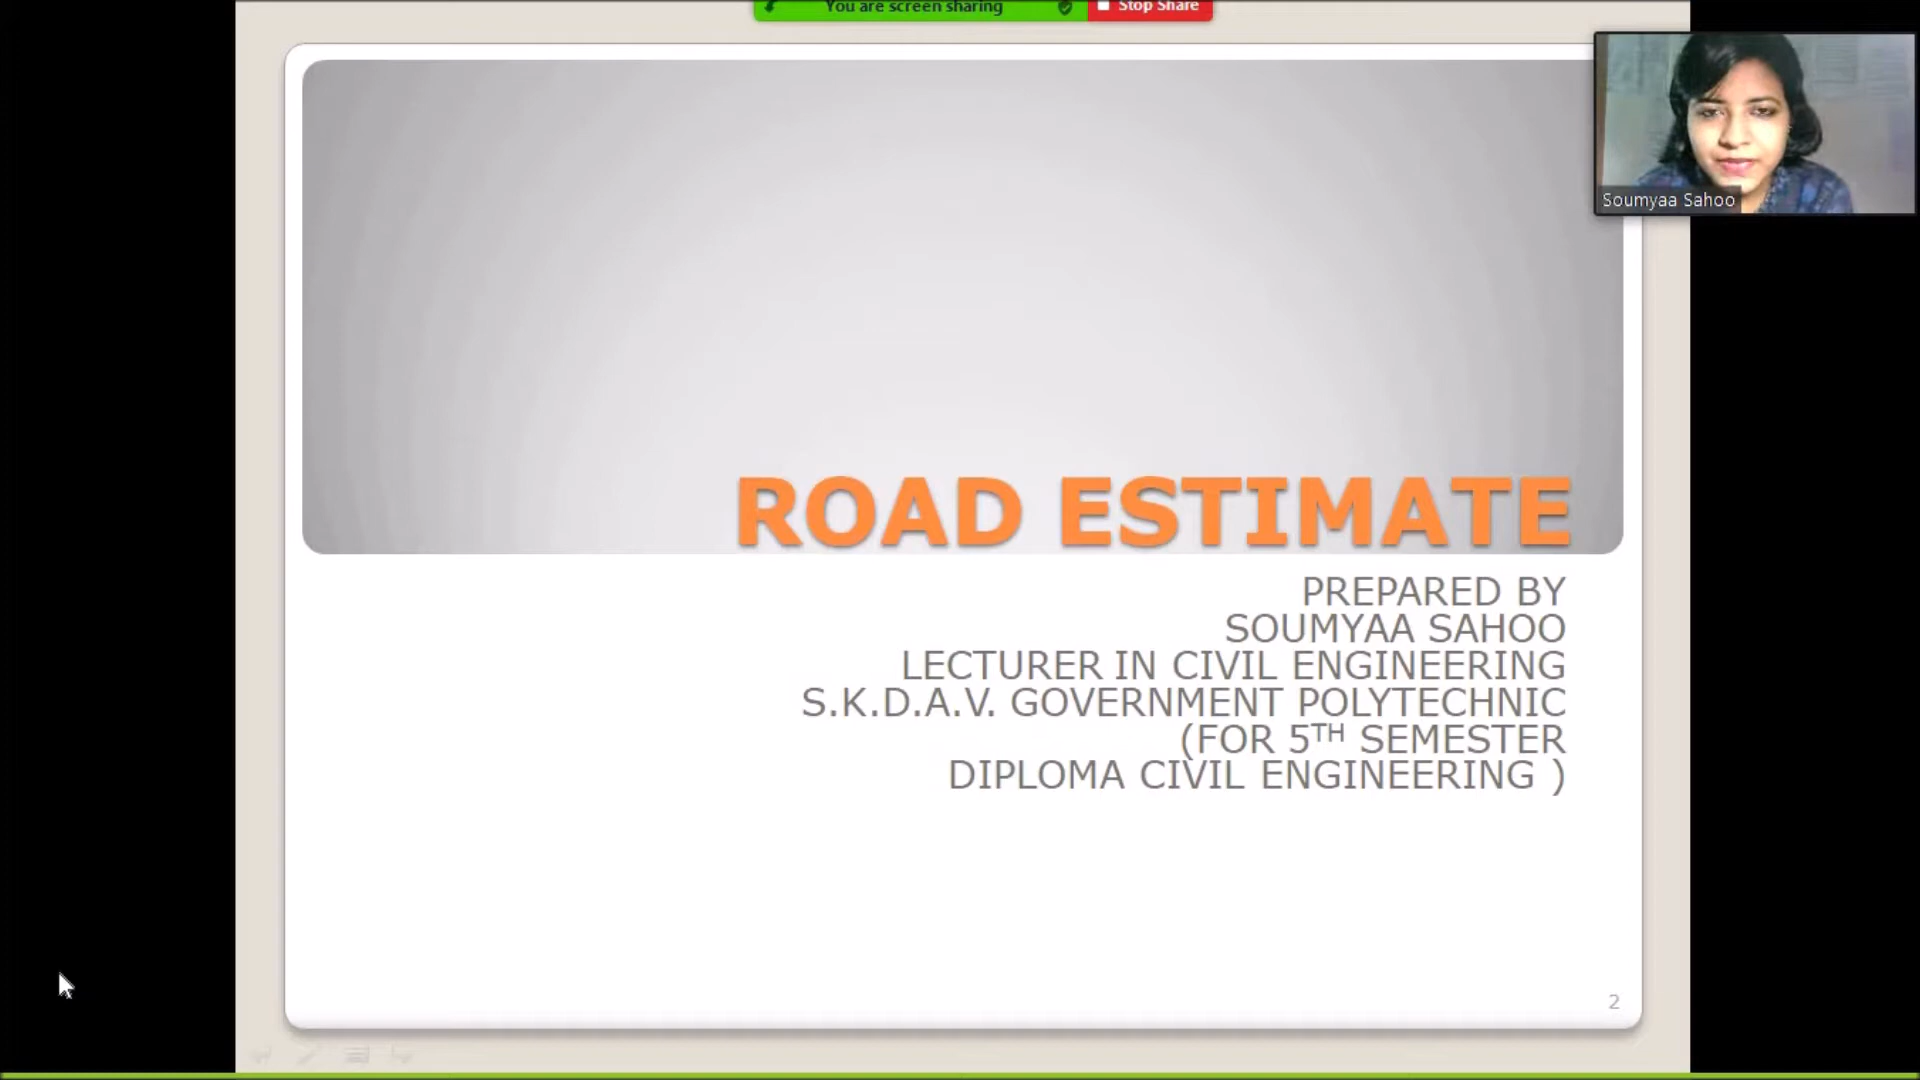 You are screen sharing
Stop Share
Soumyaa Sahoo
ROAD ESTIMATE
PREPARED BY
SOUMYAA SAHOO
LECTURER IN CIVIL ENGINEERING
S.K.D.A.V. GOVERNMENT POLYTECHNIC
(FOR 5TH SEMESTER
DIPLOMA CIVIL ENGINEERING )
2